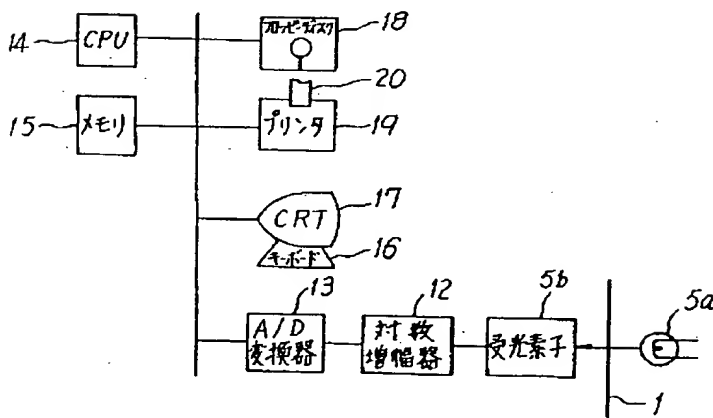 14
CPU
フロッピーディスク
18
20
15
メモリ
プリンタ
19
CRT
17
キーボード
16
13
A/D
変換器
12
対数
増幅器
5b
受光素子
5a
1